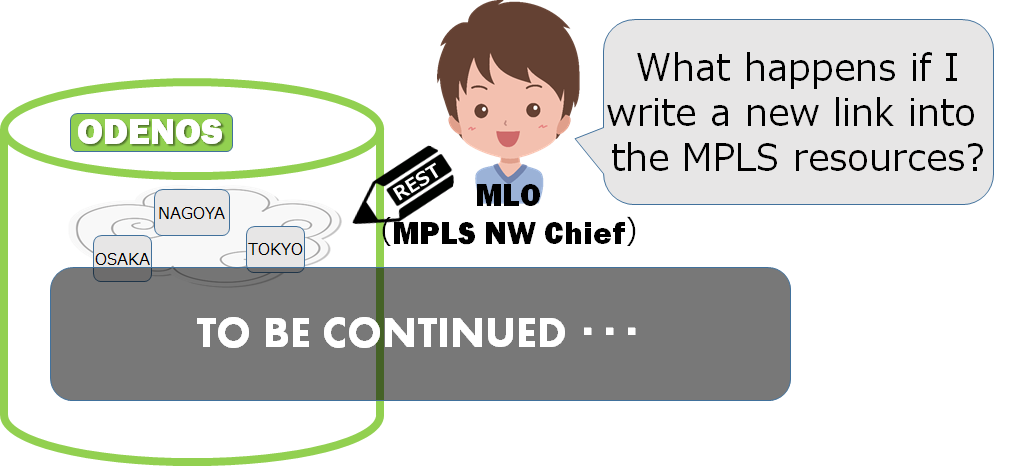 ODENOS
NAGOYA
OSAKA
TOKYO
REST
MLO
(MPLS NW Chief)
What happens if I
write a new link into
the MPLS resources?
TO BE CONTINUED ・・・